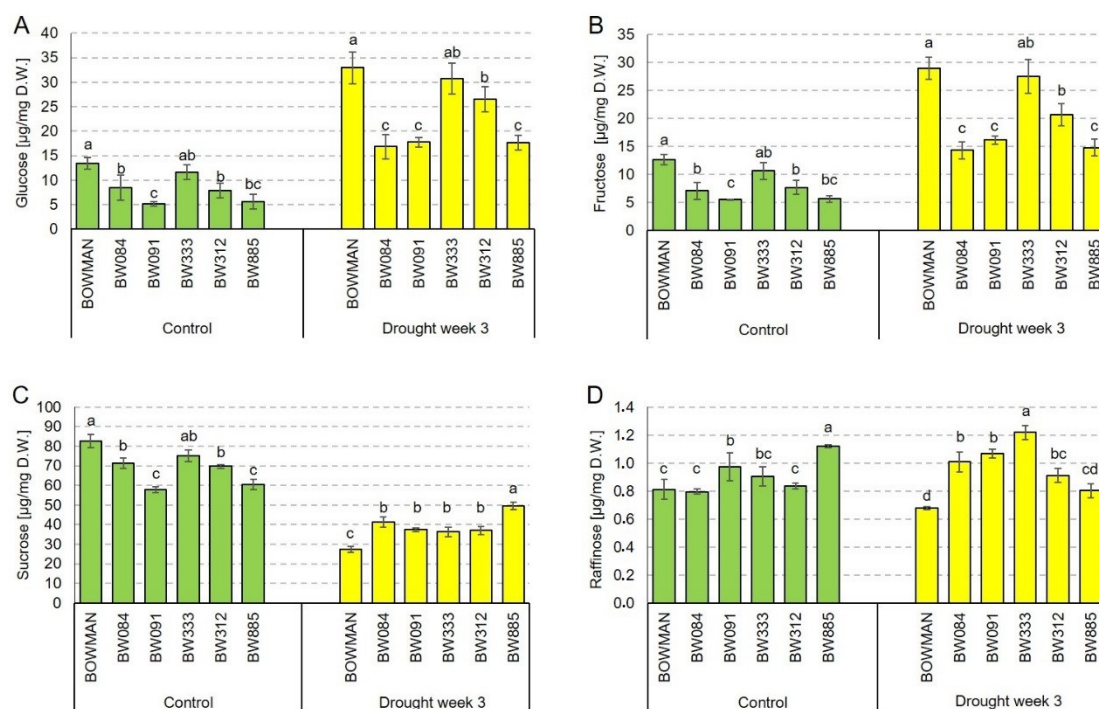 A
Glucose [µg/mg D.W.]
40
35
30
25
20
15
10
5
0
a
b
c
ab
b
bc
a
c
c
ab
b
c
BOWMAN
BW084
BW091
BW333
BW312
BW885
BOWMAN
BW084
BW091
BW333
BW312
BW885
Control
Drought week 3
B
Fructose [µg/mg D.W.]
35
30
25
20
15
10
5
0
a
b
c
ab
b
bc
a
c
c
ab
b
c
BOWMAN
BW084
BW091
BW333
BW312
BW885
BOWMAN
BW084
BW091
BW333
BW312
BW885
Control
Drought week 3
C
Sucrose [µg/mg D.W.]
100
90
80
70
60
50
40
30
20
10
0
a
b
c
ab
b
c
c
b
b
b
b
a
BOWMAN
BW084
BW091
BW333
BW312
BW885
BOWMAN
BW084
BW091
BW333
BW312
BW885
Control
Drought week 3
D
Raffinose [µg/mg D.W.]
1.4
1.2
1.0
0.8
0.6
0.4
0.2
0.0
c
c
b
bc
c
a
d
b
b
a
bc
cd
BOWMAN
BW084
BW091
BW333
BW312
BW885
BOWMAN
BW084
BW091
BW333
BW312
BW885
Control
Drought week 3